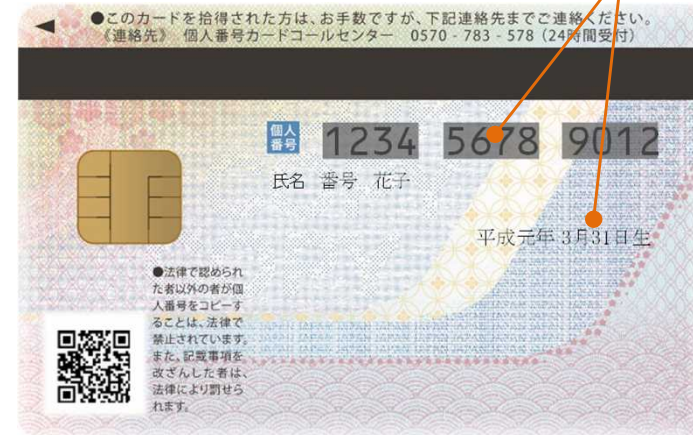 ●このカードを拾得された方は、お手数ですが、下記連絡先までご連絡ください。
《連絡先》 個人番号カードコールセンター 0570-783-578（24時間受付）
個人番号 1234 5678 9012
氏名 番号 花子
平成元年 3月31日生
●法律で認められ
た者以外の者が個
人番号をコピーす
ることは、法律で
禁止されています。
また、記載事項を
改ざんした者は、
法律により罰せら
れます。